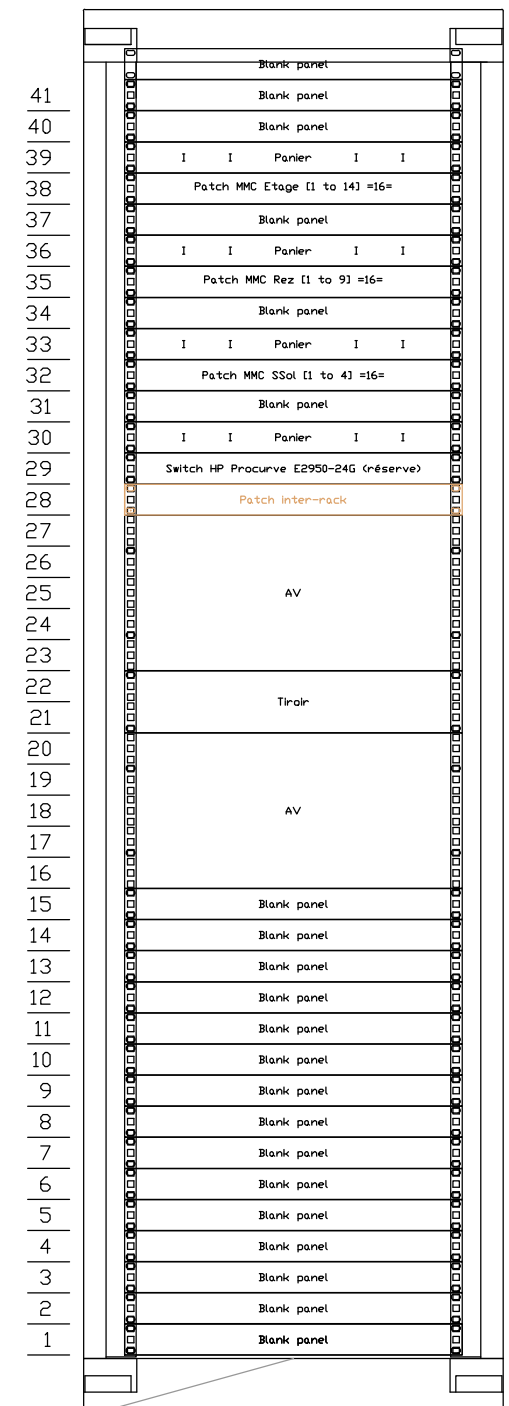 Blank panel
41 Blank panel
40 Blank panel
39 I I Panier I I
38 Patch MMC Etage [1 to 14] =16=
37 Blank panel
36 I I Panier I I
35 Patch MMC Rez [1 to 9] =16=
34 Blank panel
33 I I Panier I I
32 Patch MMC SSol [1 to 4] =16=
31 Blank panel
30 I I Panier I I
29 Switch HP Procurve E2950-24G (réserve)
28 Patch inter-rack
27
26
25 AV
24
23
22
Tiroir
21
20
19
18 AV
17
16
15 Blank panel
14 Blank panel
13 Blank panel
12 Blank panel
11 Blank panel
10 Blank panel
9 Blank panel
8 Blank panel
7 Blank panel
6 Blank panel
5 Blank panel
4 Blank panel
3 Blank panel
2 Blank panel
1 Blank panel